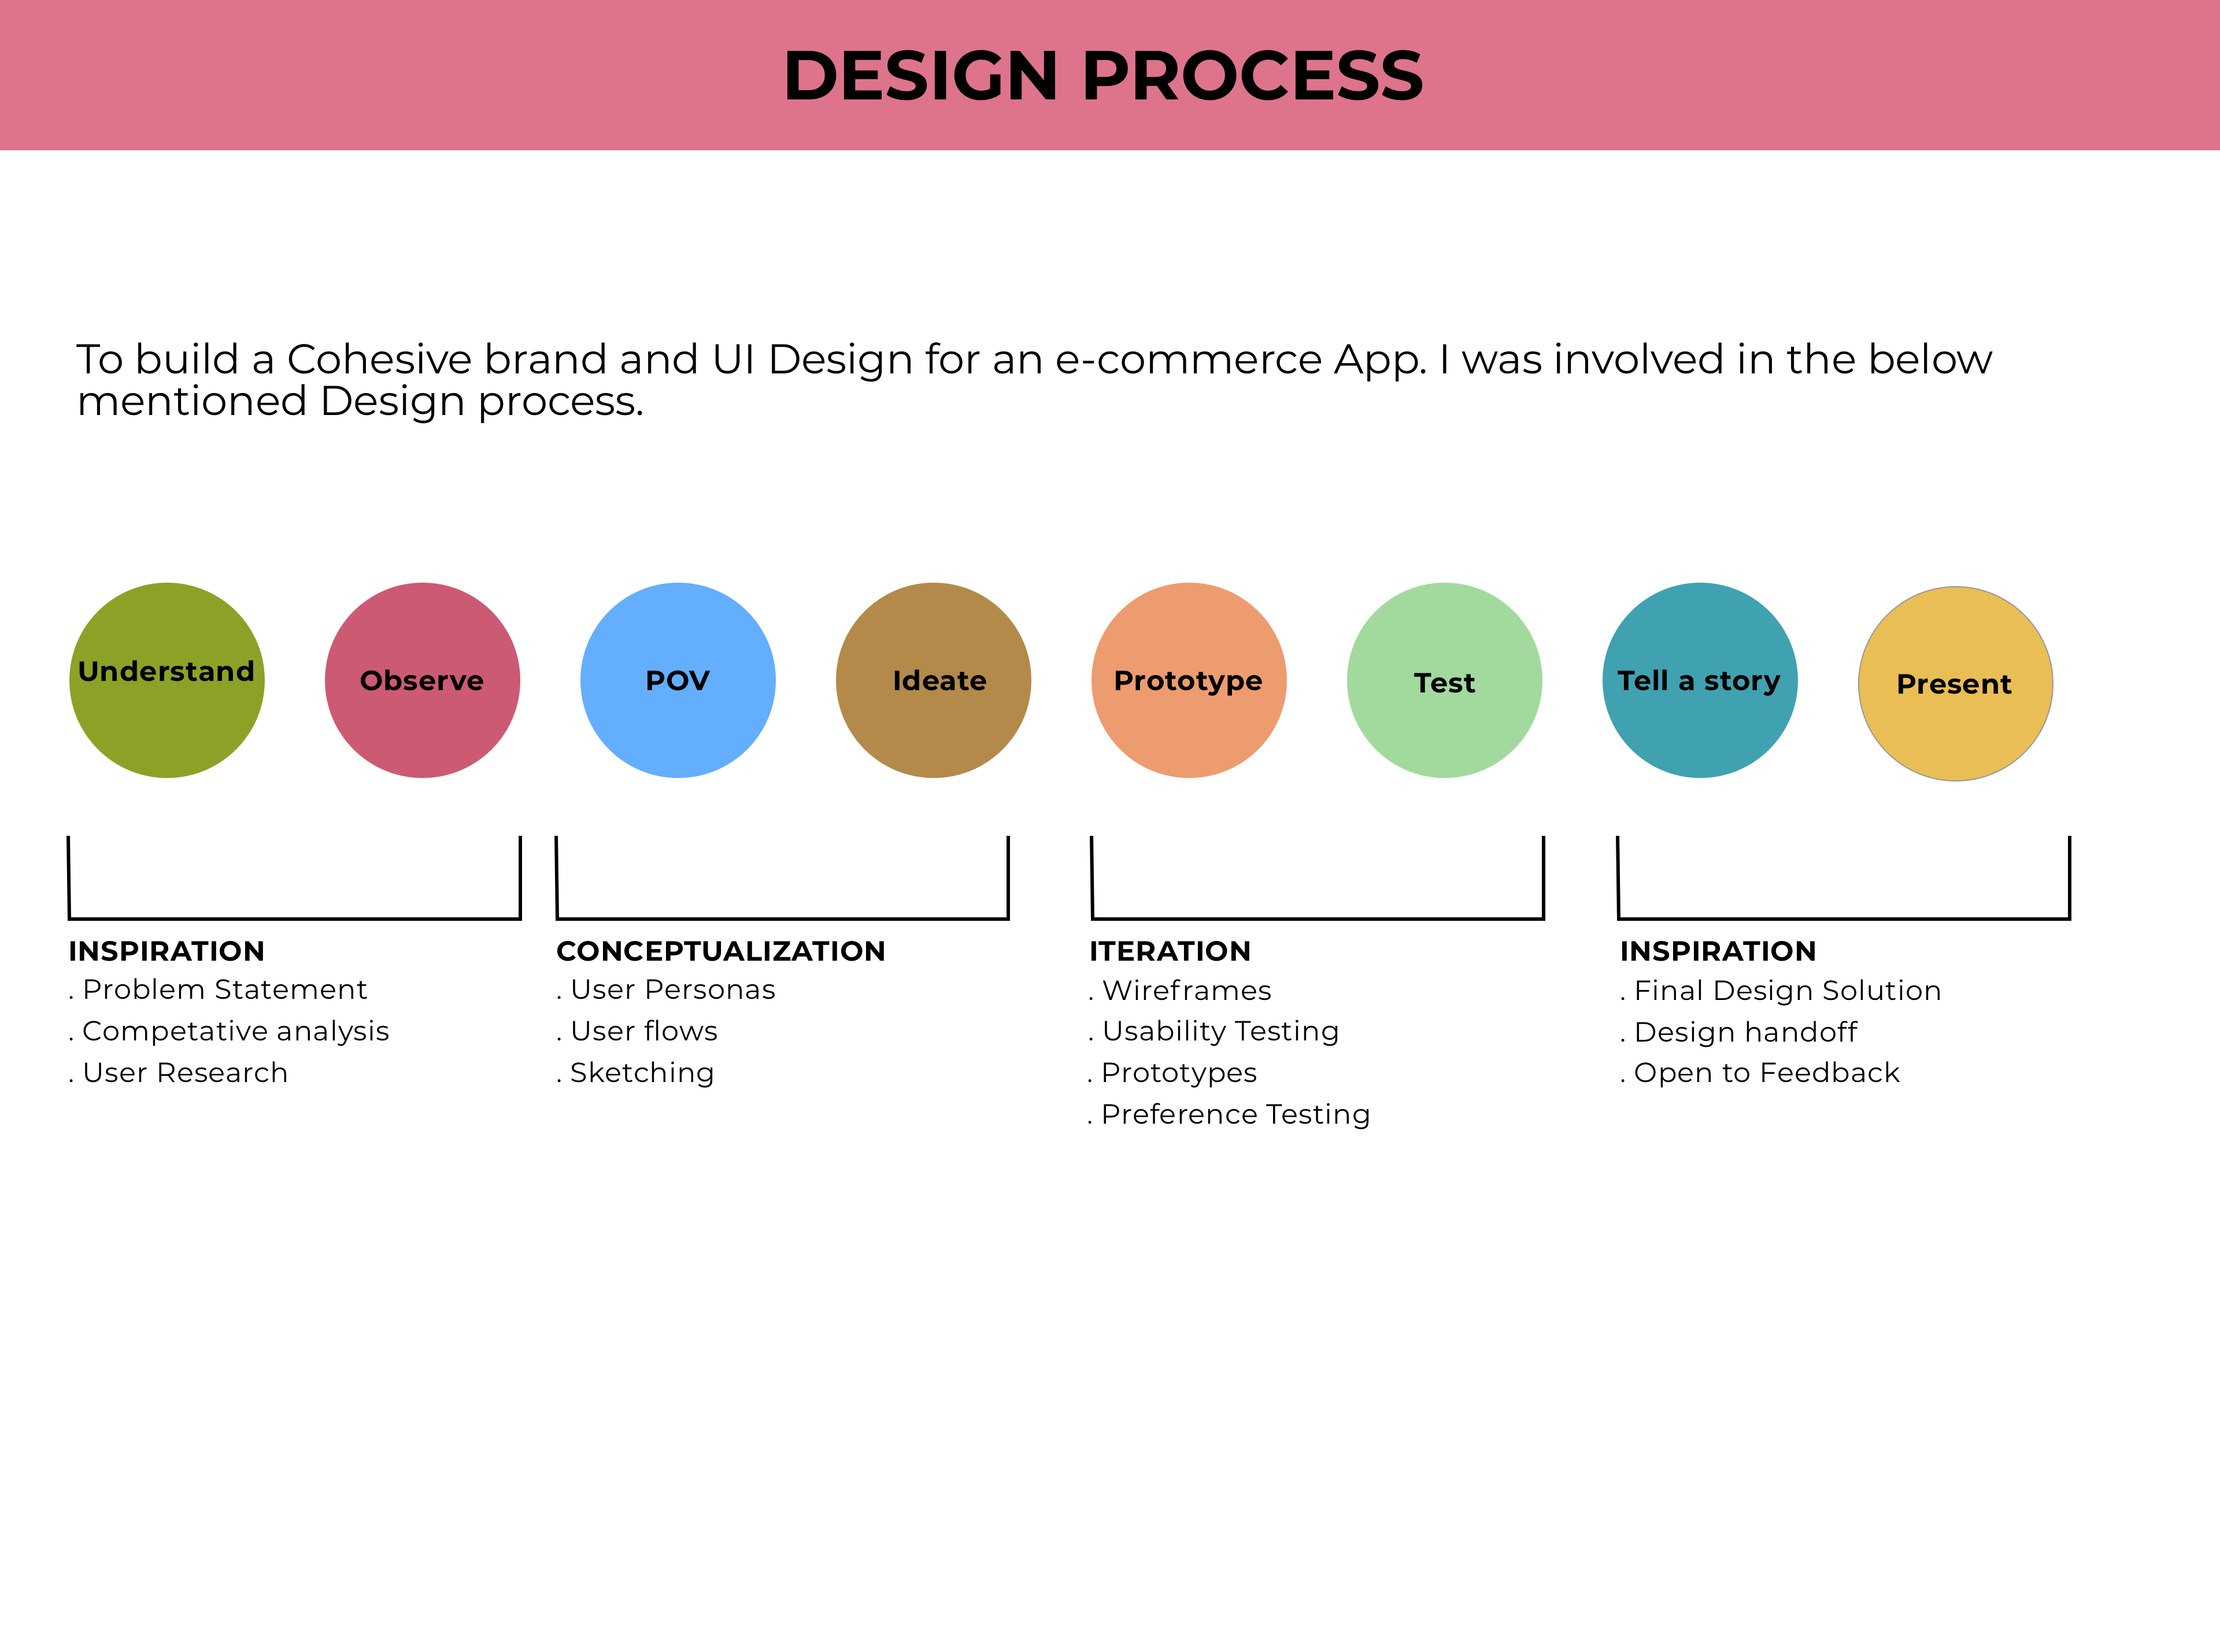 DESIGN PROCESS
To build a Cohesive brand and UI Design for an e-commerce App. I was involved in the below
mentioned Design process.
Understand
Observe
POV
Ideate
Prototype
Test
Tell a story
Present
INSPIRATION
. Problem Statement
. Competative analysis
. User Research
CONCEPTUALIZATION
. User Personas
. User flows
. Sketching
ITERATION
. Wireframes
. Usability Testing
. Prototypes
. Preference Testing
INSPIRATION
. Final Design Solution
. Design handoff
. Open to Feedback